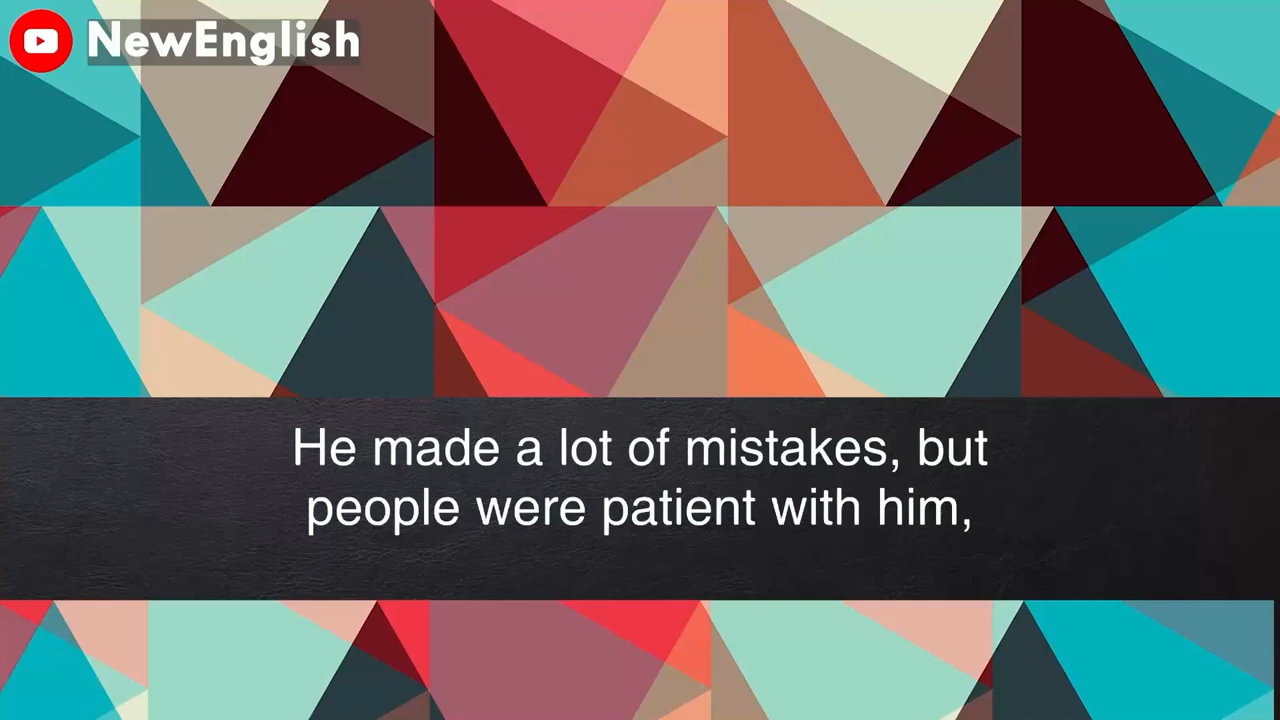 NewEnglish
He made a lot of mistakes, but
people were patient with him,